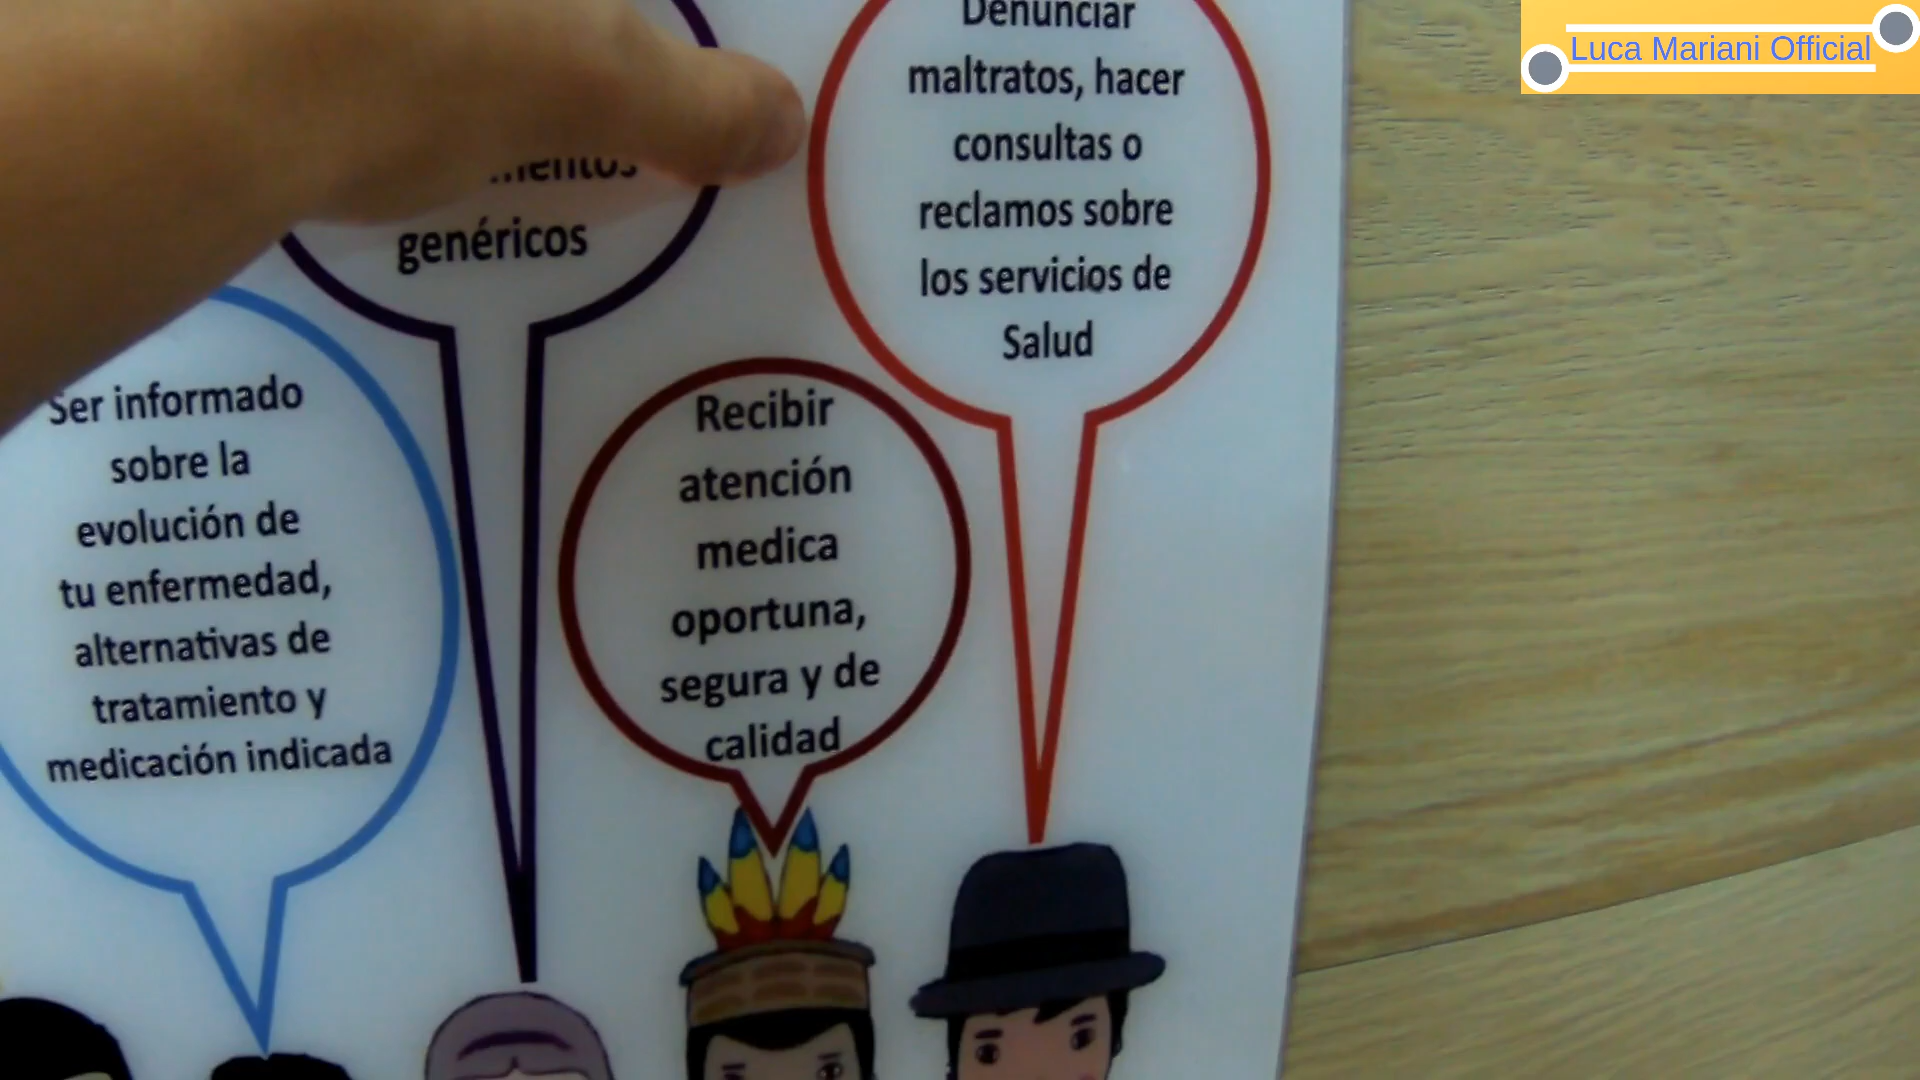 Luca Mariani Official
genéricos
Denunciar
maltratos, hacer
consultas o
reclamos sobre
los servicios de
Salud
Ser informado
sobre la
evolución de
tu enfermedad,
alternativas de
tratamiento y
medicación indicada
Recibir
atención
medica
oportuna,
segura y de
calidad